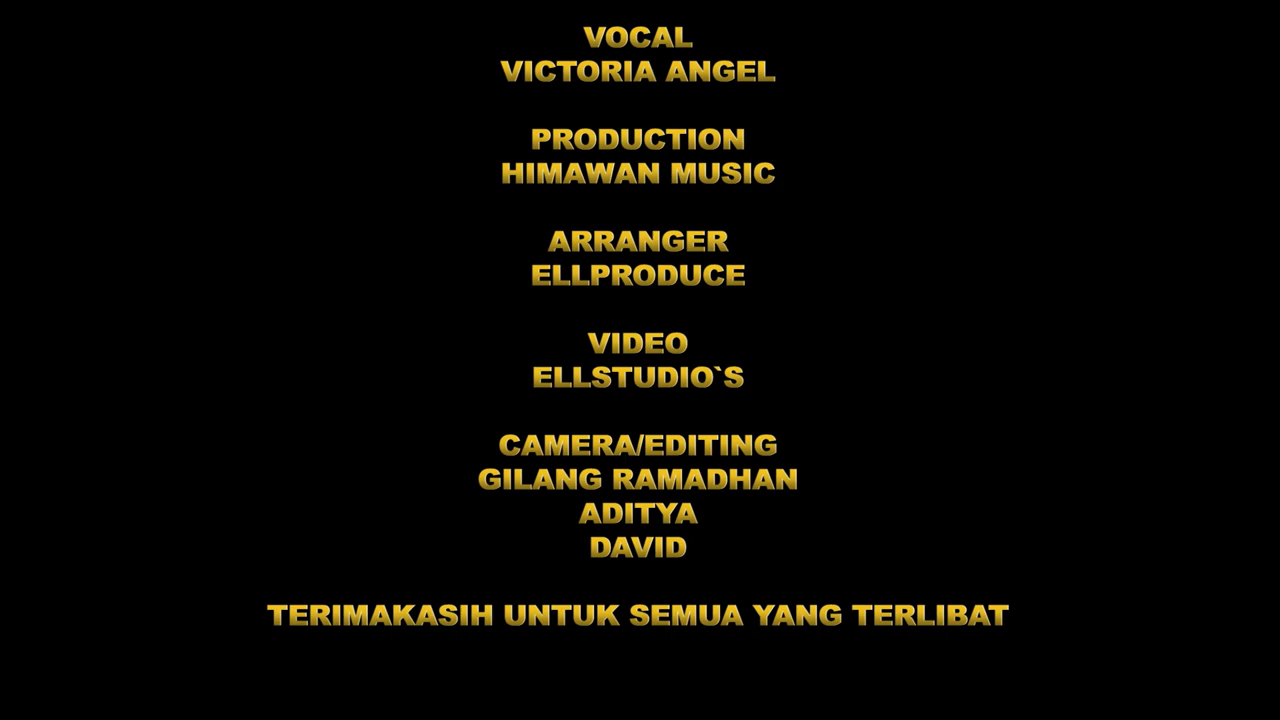 VOCAL
VICTORIA ANGEL
PRODUCTION
HIMAWAN MUSIC
ARRANGER
ELLPRODUCE
VIDEO
ELLSTUDIO`S
CAMERA/EDITING
GILANG RAMADHAN
ADITYA
DAVID
TERIMAKASIH UNTUK SEMUA YANG TERLIBAT